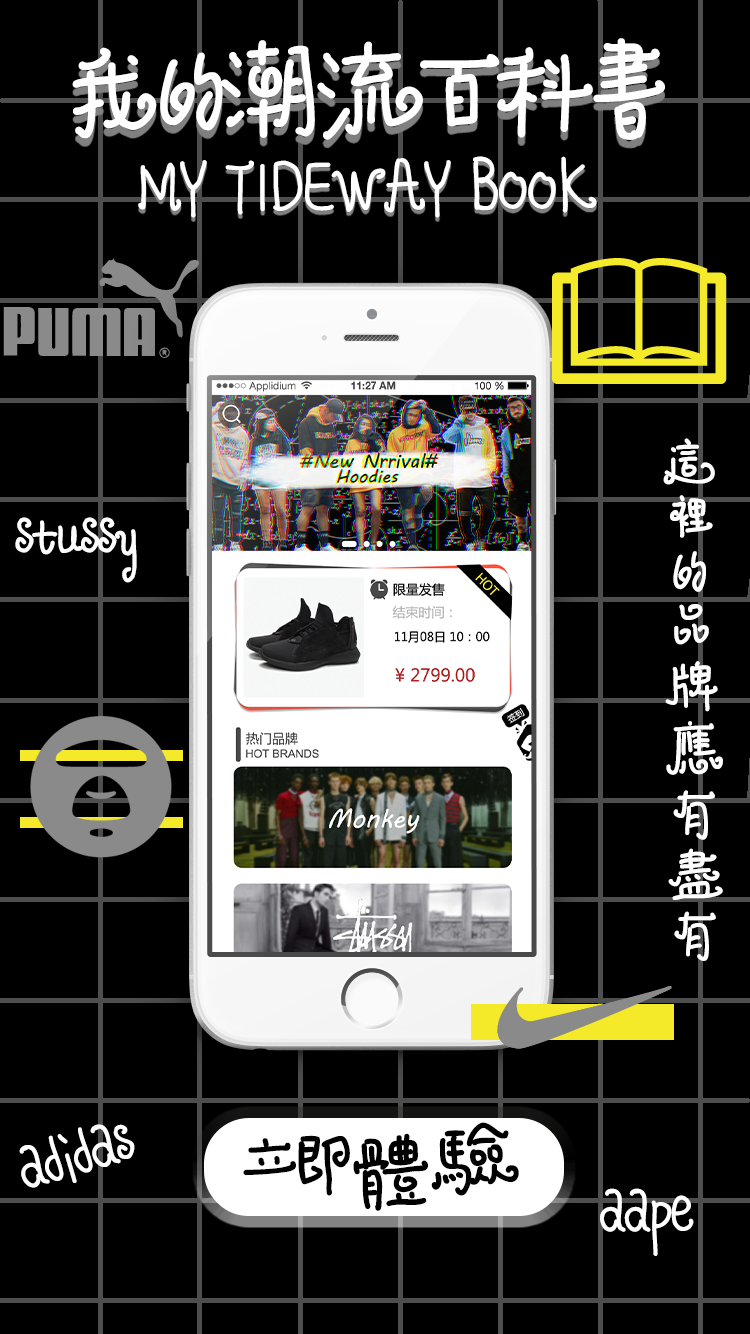 我的潮流百科書
MY TIDEWAY BOOK
PUMA®
Applidium
11:27 AM
100 %
#New Nrrival#
Hoodies
這裡的品牌應有盡有
stussy
限量发售
HOT
结束时间：
11月08日 10：00
¥ 2799.00
签到
热门品牌
HOT BRANDS
Monkey
STUSSY
adidas
立即體驗
aape